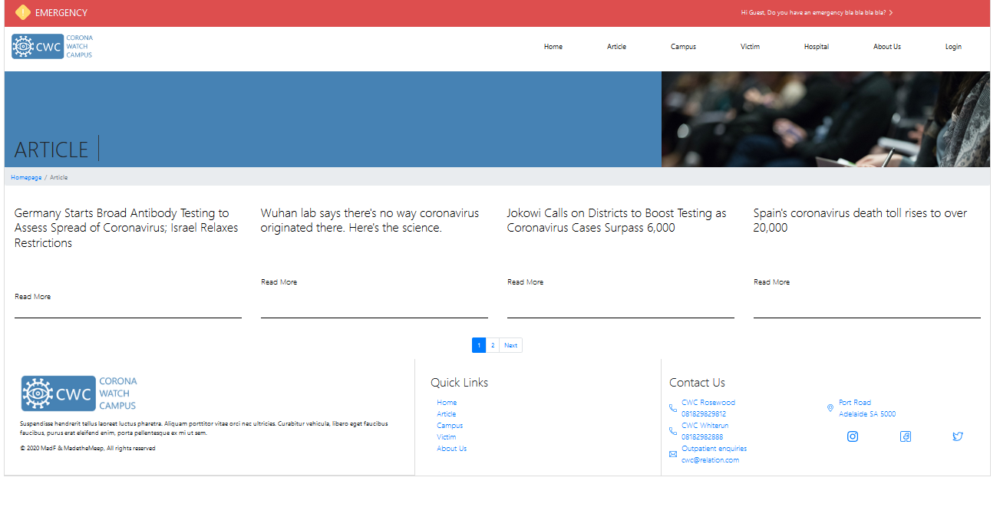 EMERGENCY
Hi Guest, Do you have an emergency bla bla bla bla?
CWC CORONA
WATCH
CAMPUS
Home Article Campus Victim Hospital About Us Login
ARTICLE
Homepage / Article
Germany Starts Broad Antibody Testing to
Assess Spread of Coronavirus; Israel Relaxes
Restrictions
Read More
Wuhan lab says there's no way coronavirus
originated there. Here's the science.
Read More
Jokowi Calls on Districts to Boost Testing as
Coronavirus Cases Surpass 6,000
Read More
Spain's coronavirus death toll rises to over
20,000
Read More
1 2 Next
CWC CORONA
WATCH
CAMPUS
Suspendisse hendrerit tellus laoreet luctus pharetra. Aliquam porttitor vitae orci nec ultricies. Curabitur vehicula, libero eget faucibus
faucibus, purus erat eleifend enim, porta pellentesque ex mi ut sem.
© 2020 MadF & MadetheMeep, All rights reserved
Quick Links
Home
Article
Campus
Victim
About Us
Contact Us
CWC Rosewood
081829829812
CWC Whiterun
08182982888
Outpatient enquiries
cwc@relation.com
Port Road
Adelaide SA 5000